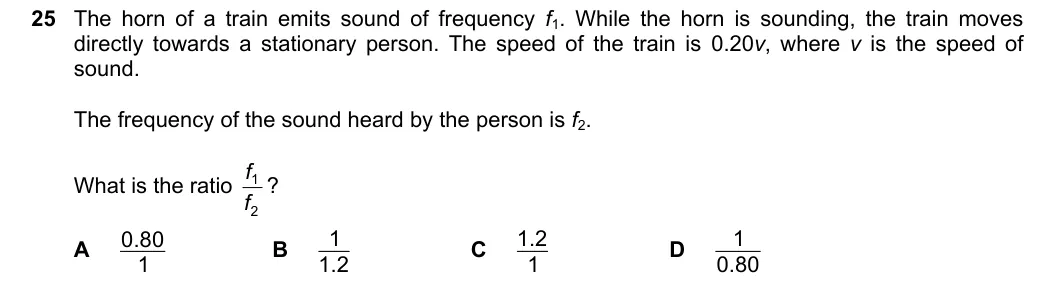 25 The horn of a train emits sound of frequency f₁. While the horn is sounding, the train moves
directly towards a stationary person. The speed of the train is 0.20v, where v is the speed of
sound.
The frequency of the sound heard by the person is f₂.
What is the ratio f₁/f₂ ?
A 0.80/1 B 1/1.2 C 1.2/1 D 1/0.80